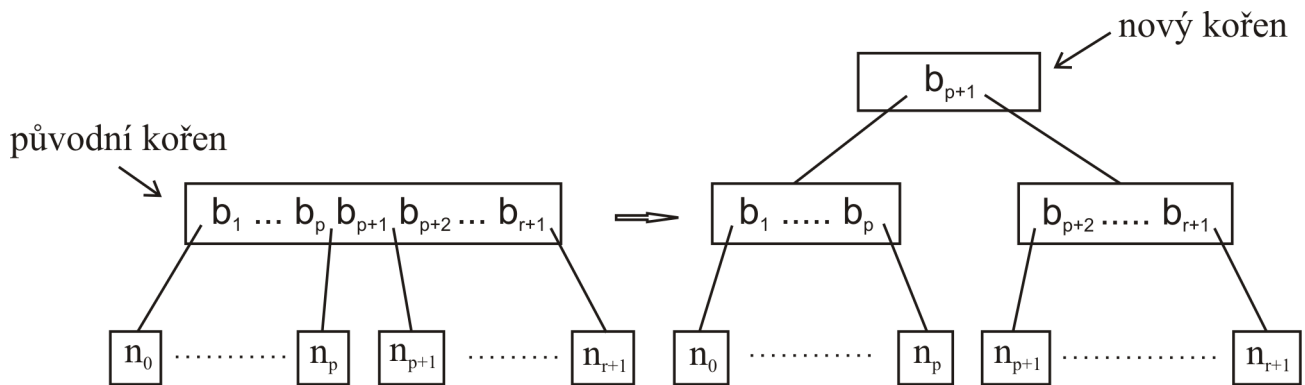 nový kořen
b_{p+1}
původní kořen
b_1 ... b_p b_{p+1} b_{p+2} ... b_{r+1}
b_1 ..... b_p
b_{p+2} ..... b_{r+1}
n_0 ........... n_p n_{p+1} ......... n_{r+1}
n_0 ............ n_p n_{p+1} ............... n_{r+1}